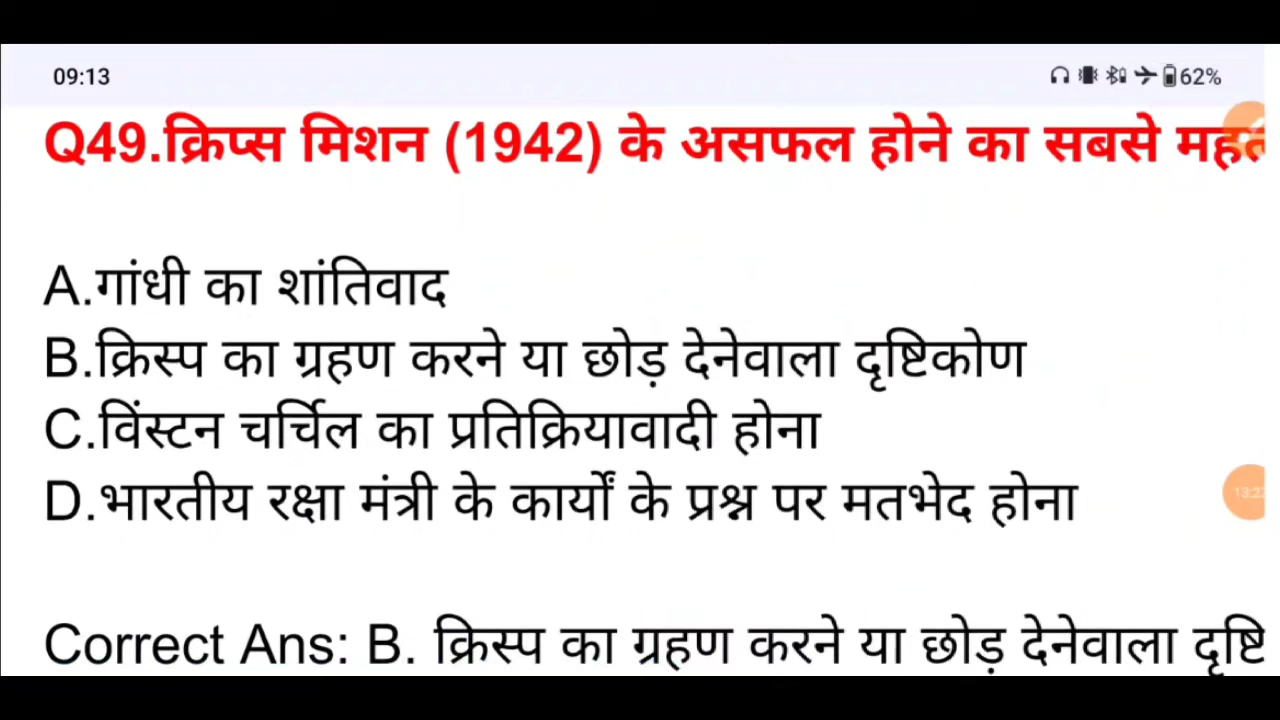 09:13
62%
Q49.क्रिप्स मिशन (1942) के असफल होने का सबसे
A.गांधी का शांतिवाद
B.क्रिस्प का ग्रहण करने या छोड़ देनेवाला दृष्टिकोण
C.विंस्टन चर्चिल का प्रतिक्रियावादी होना
D.भारतीय रक्षा मंत्री के कार्यों के प्रश्न पर मतभेद होना
Correct Ans: B. क्रिस्प का ग्रहण करने या छोड़ देनेवाला